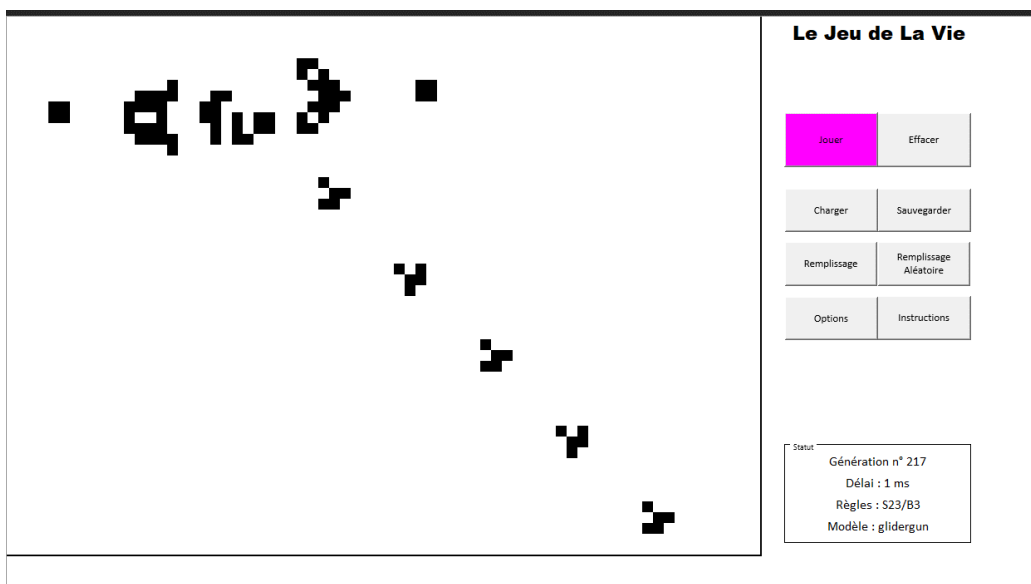 Le Jeu de La Vie
Jouer
Effacer
Charger
Sauvegarder
Remplissage
Remplissage
Aléatoire
Options
Instructions
Statut
Génération n° 217
Délai : 1 ms
Règles : S23/B3
Modèle : glidergun